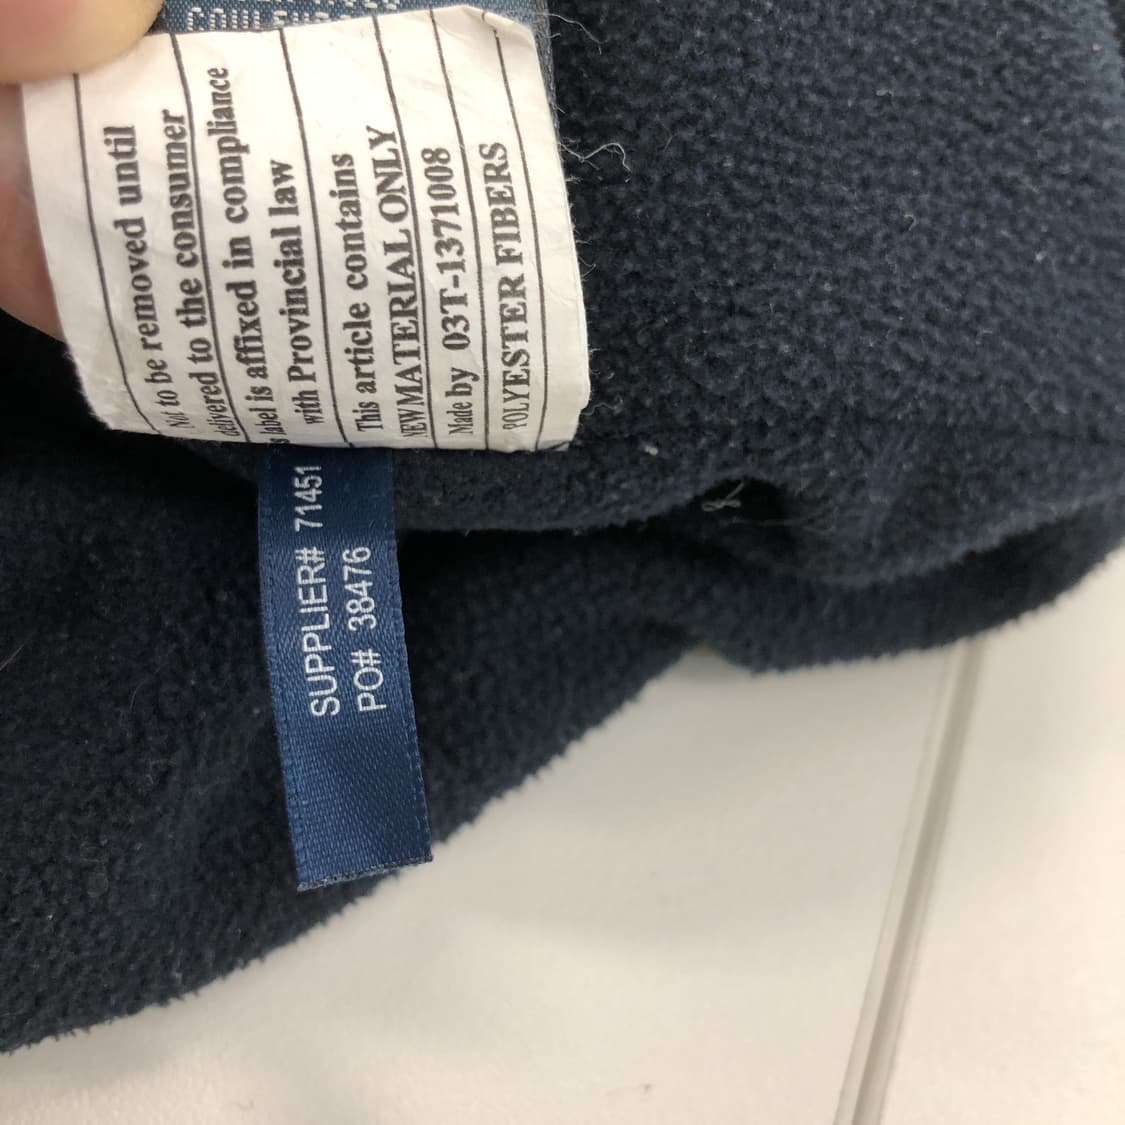 Not to be removed until
delivered to the consumer
label is affixed in compliance
with Provincial law
This article contains
NEW MATERIAL ONLY
Made by 03T-1371008
POLYESTER FIBERS
SUPPLIER# 71451
PO# 38476